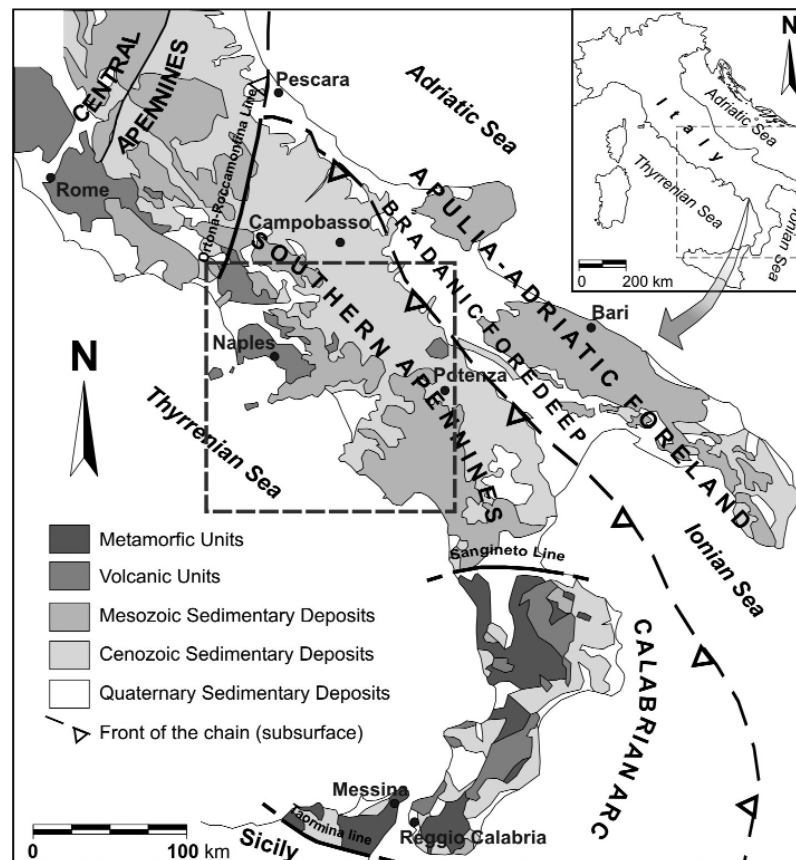 CENTRAL
APENNINES
Ortona-Roccamontina Line
Pescara
Adriatic Sea
Rome
Campobasso
SOUTHERN APENNINES
BRADANIC FOREDEEP
APULIA-ADRIATIC FORELAND
Bari
Naples
Potenza
N
Thyrrenian Sea
Ionian Sea
Sangineto Line
CALABRIAN ARC
Messina
Reggio Calabria
Taormina line
Sicily
Metamorfic Units
Volcanic Units
Mesozoic Sedimentary Deposits
Cenozoic Sedimentary Deposits
Quaternary Sedimentary Deposits
Front of the chain (subsurface)
0 100 km
N
Italy
Adriatic Sea
Thyrrenian Sea
Ionian Sea
0 200 km